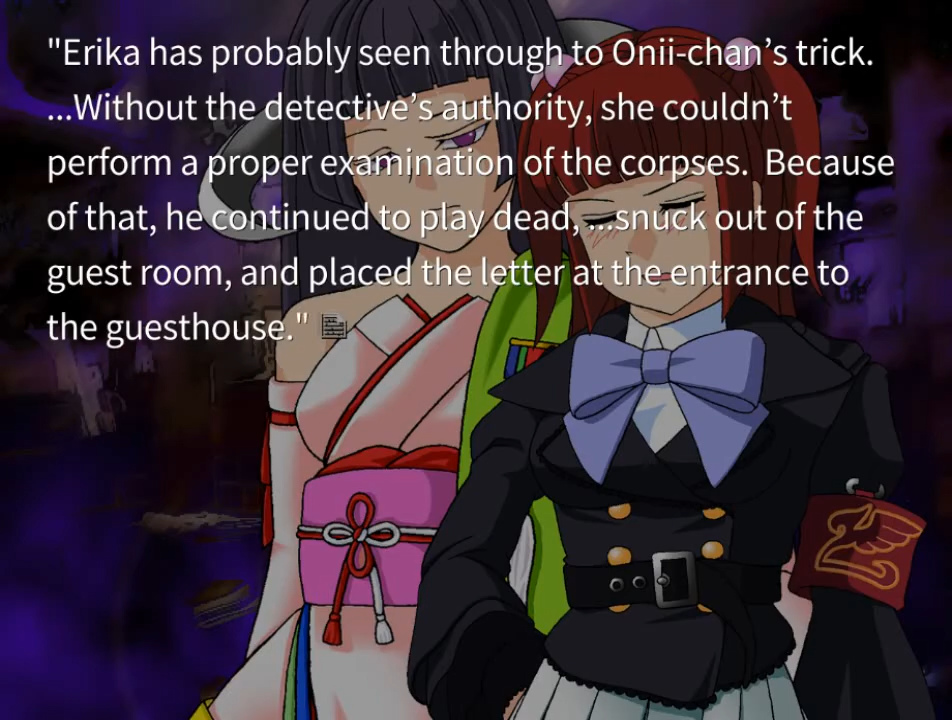 "Erika has probably seen through to Onii-chan’s trick.
...Without the detective’s authority, she couldn’t
perform a proper examination of the corpses.  Because
of that, he continued to play dead, ...snuck out of the
guest room, and placed the letter at the entrance to
the guesthouse."